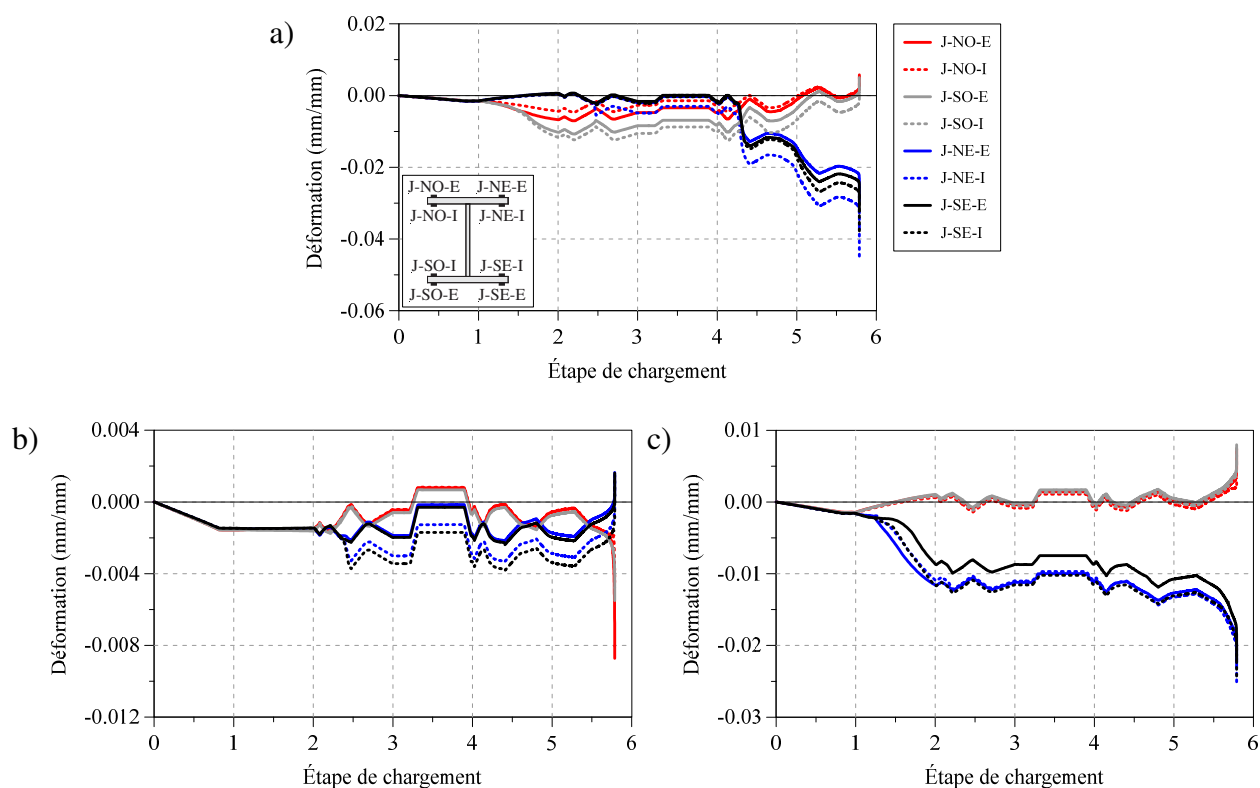 a)
0.02
0.00
-0.02
-0.04
-0.06
Déformation (mm/mm)
0 1 2 3 4 5 6
Étape de chargement
J-NO-E J-NE-E
J-NO-I J-NE-I
J-SO-I J-SE-I
J-SO-E J-SE-E
J-NO-E
J-NO-I
J-SO-E
J-SO-I
J-NE-E
J-NE-I
J-SE-E
J-SE-I
b)
0.004
0.000
-0.004
-0.008
-0.012
Déformation (mm/mm)
0 1 2 3 4 5 6
Étape de chargement
c)
0.01
0.00
-0.01
-0.02
-0.03
Déformation (mm/mm)
0 1 2 3 4 5 6
Étape de chargement